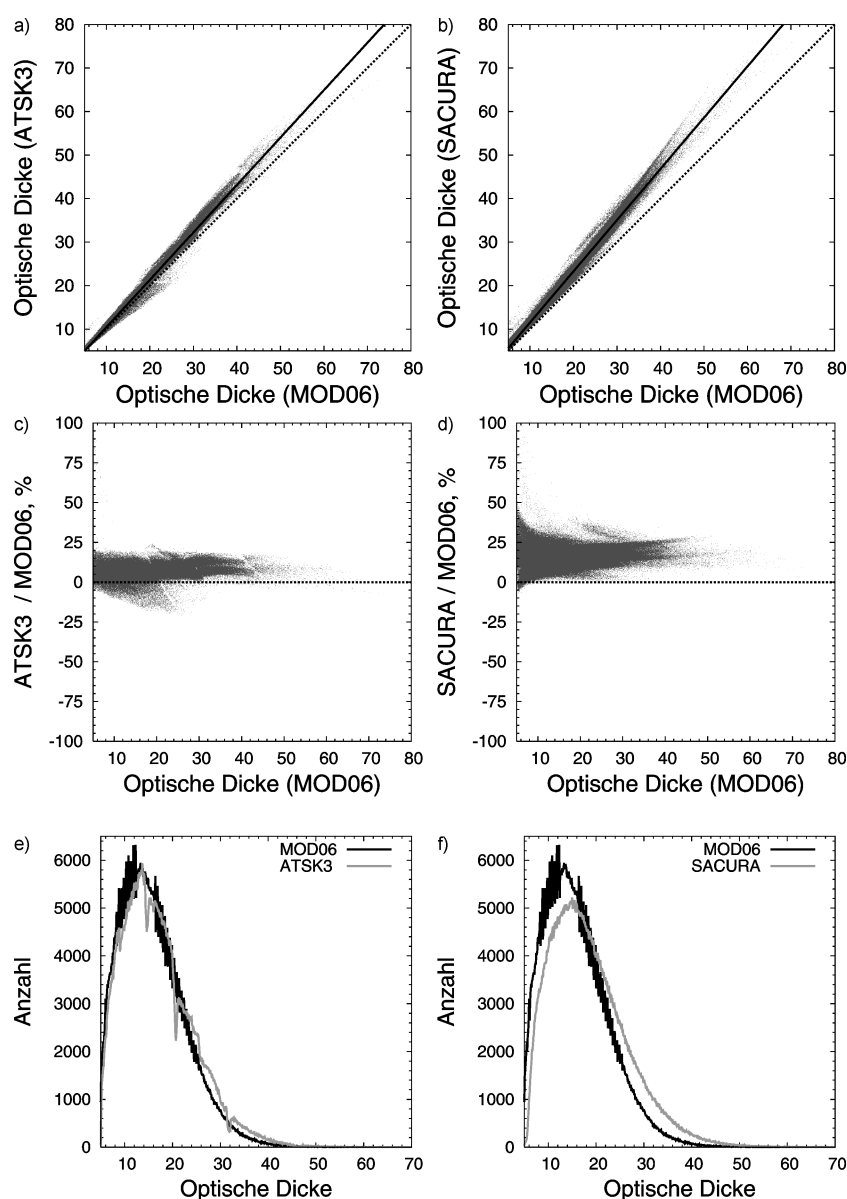 a)
80
70
60
50
40
30
20
10
Optische Dicke (ATSK3)
10 20 30 40 50 60 70 80
Optische Dicke (MOD06)
b)
80
70
60
50
40
30
20
10
Optische Dicke (SACURA)
10 20 30 40 50 60 70 80
Optische Dicke (MOD06)
c)
100
75
50
25
0
-25
-50
-75
-100
ATSK3 / MOD06, %
10 20 30 40 50 60 70 80
Optische Dicke (MOD06)
d)
100
75
50
25
0
-25
-50
-75
-100
SACURA / MOD06, %
10 20 30 40 50 60 70 80
Optische Dicke (MOD06)
e)
MOD06
ATSK3
6000
5000
4000
3000
2000
1000
0
Anzahl
10 20 30 40 50 60 70
Optische Dicke
f)
MOD06
SACURA
6000
5000
4000
3000
2000
1000
0
Anzahl
10 20 30 40 50 60 70
Optische Dicke